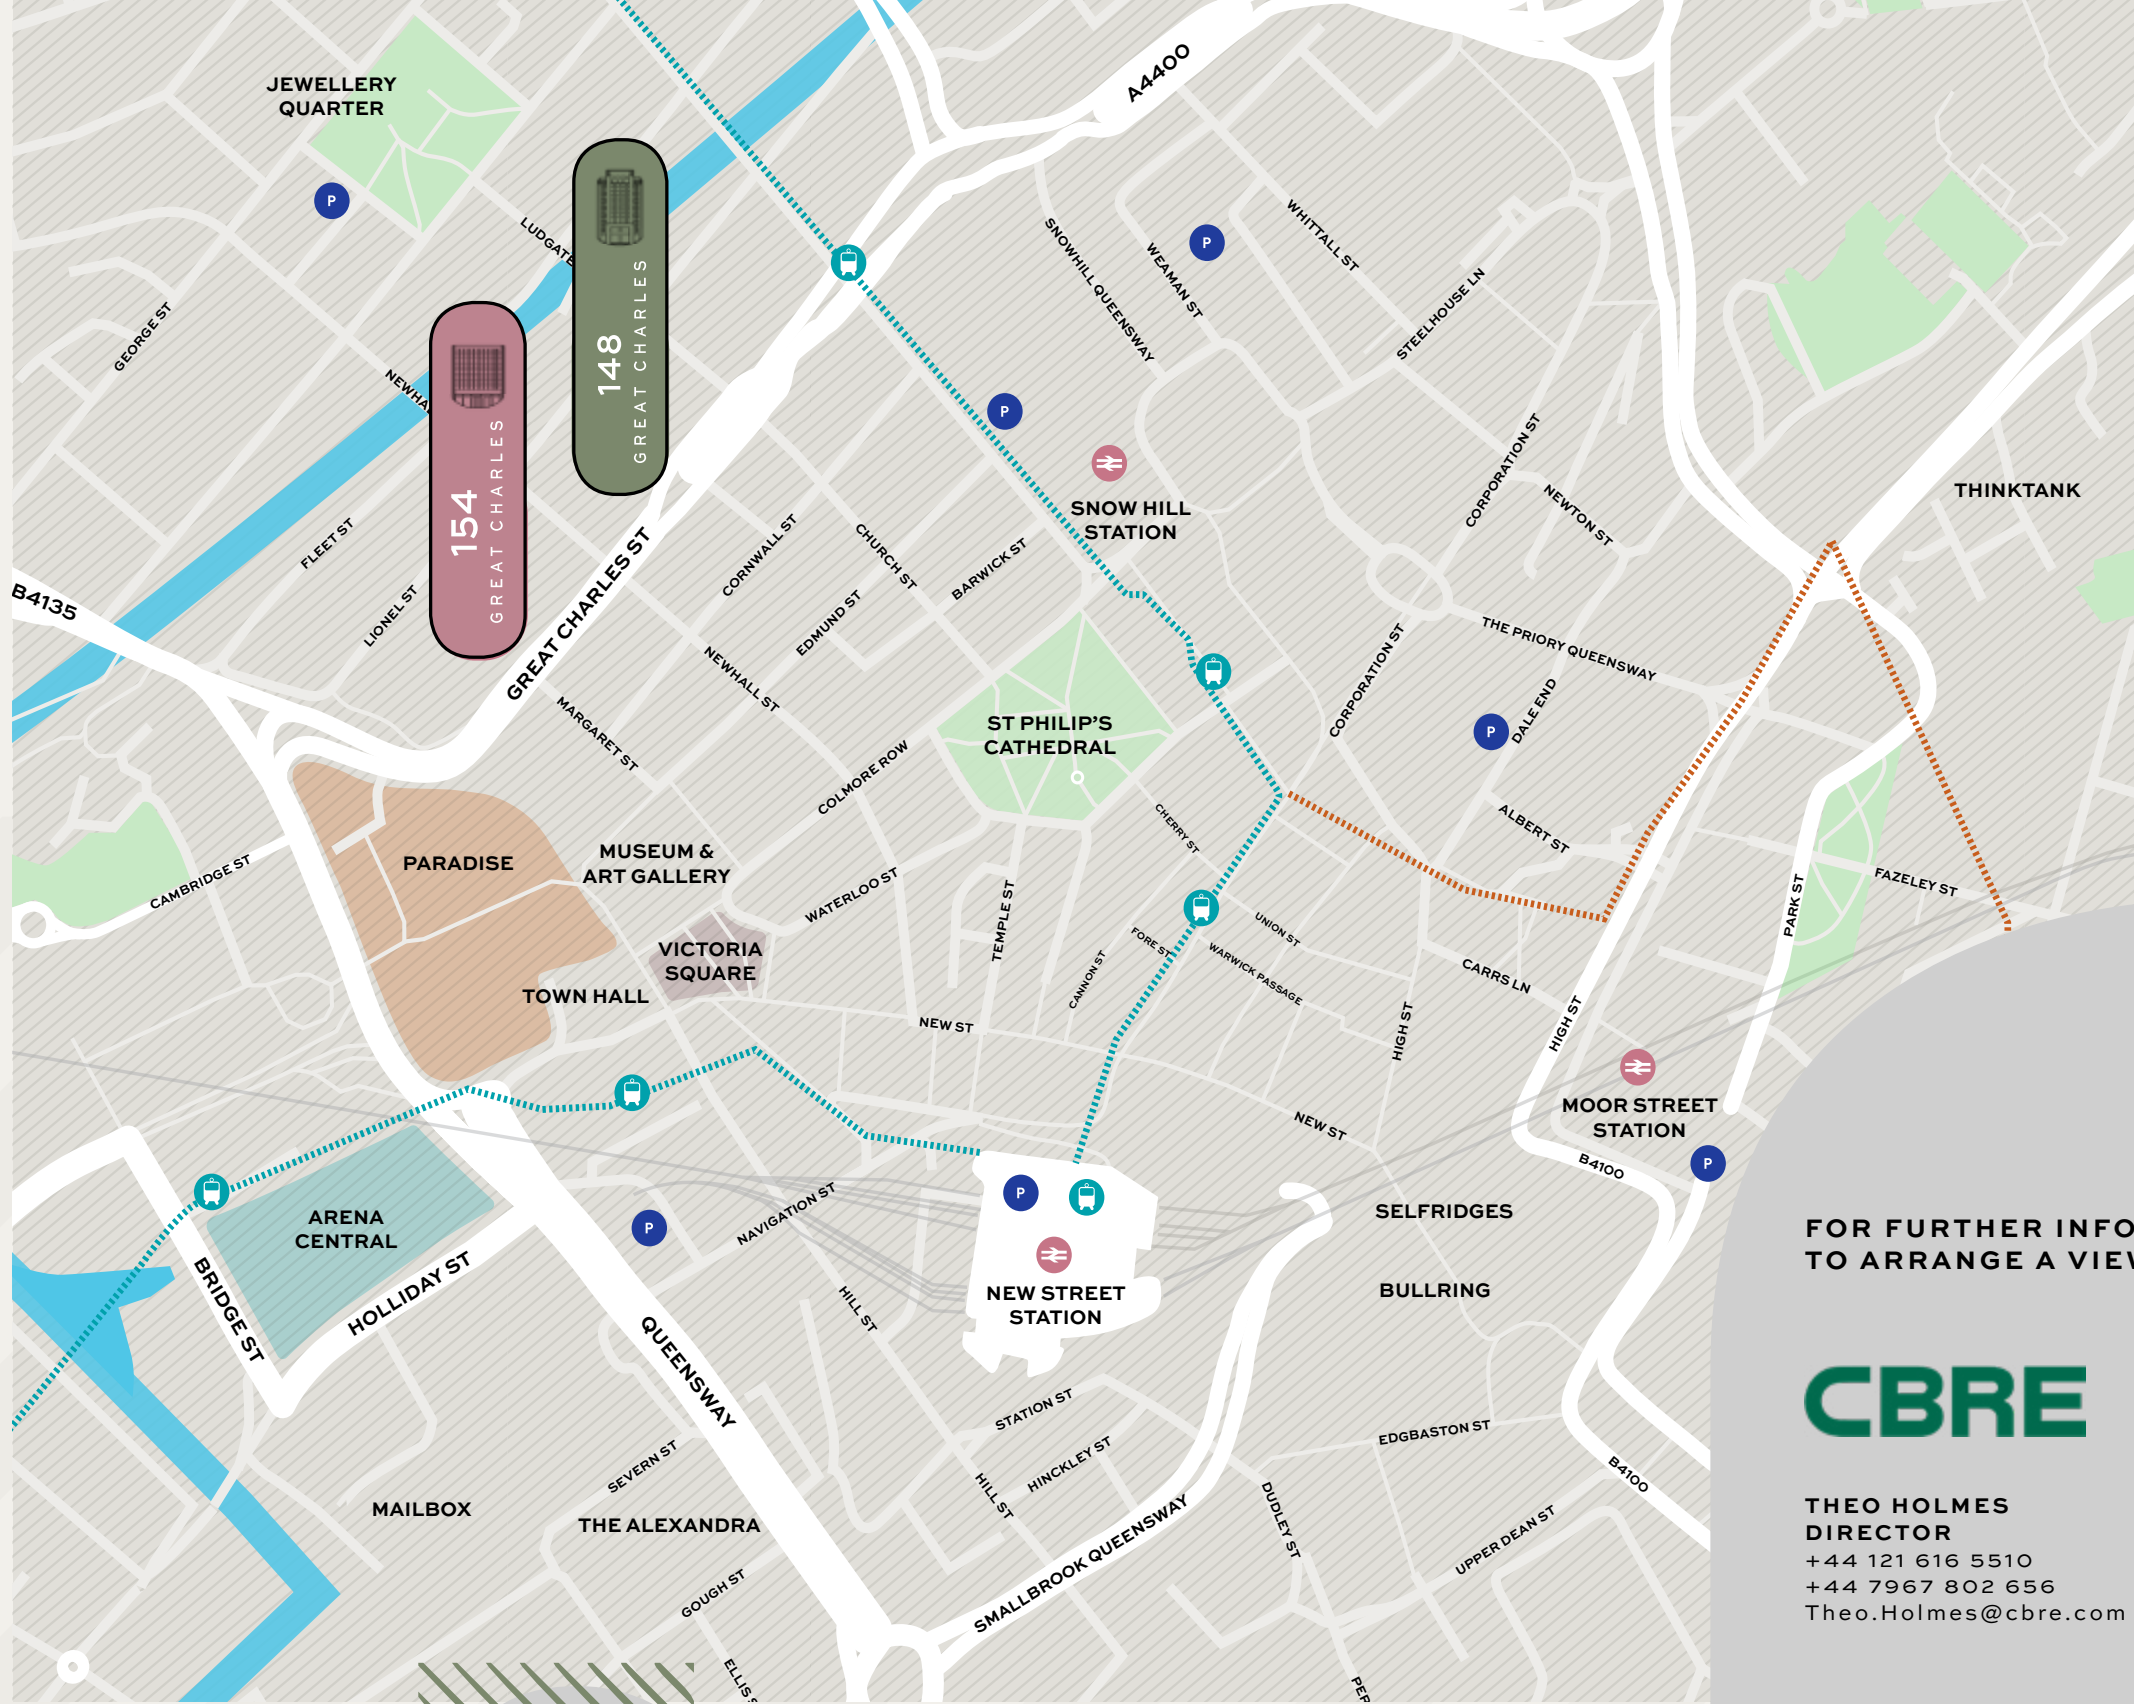 A4400
JEWELLERY
QUARTER
P
LUDGATE
148
GREAT CHARLES
SNOWHILL QUEENSWAY
WEAMAN ST
P
WHITTALL ST
STEELHOUSE LN
GEORGE ST
NEWHA
154
GREAT CHARLES
P
SNOW HILL
STATION
CORPORATION ST
NEWTON ST
THINKTANK
FLEET ST
LIONEL ST
B4135
GREAT CHARLES ST
CORNWALL ST
CHURCH ST
BARWICK ST
EDMUND ST
NEWHALL ST
MARGARET ST
COLMORE ROW
ST PHILIP'S
CATHEDRAL
CORPORATION ST
THE PRIORY QUEENSWAY
P
DALE END
ALBERT ST
CHERRY ST
PARADISE
MUSEUM &
ART GALLERY
CAMBRIDGE ST
WATERLOO ST
TEMPLE ST
VICTORIA
SQUARE
TOWN HALL
NEW ST
CANNON ST
FORE ST
UNION ST
WARWICK PASSAGE
CARRS LN
HIGH ST
HIGH ST
PARK ST
FAZELEY ST
MOOR STREET
STATION
P
B4100
NEW ST
ARENA
CENTRAL
BRIDGE ST
HOLLIDAY ST
P
NAVIGATION ST
P
NEW STREET
STATION
SELFRIDGES
BULLRING
HILL ST
QUEENSWAY
STATION ST
HINCKLEY ST
HILL ST
SMALLBROOK QUEENSWAY
DUDLEY ST
EDGBASTON ST
UPPER DEAN ST
B4100
SEVERN ST
MAILBOX
THE ALEXANDRA
GOUGH ST
ELLIS S
PER
FOR FURTHER INFO
TO ARRANGE A VIEW
CBRE
THEO HOLMES
DIRECTOR
+44 121 616 5510
+44 7967 802 656
Theo.Holmes@cbre.com